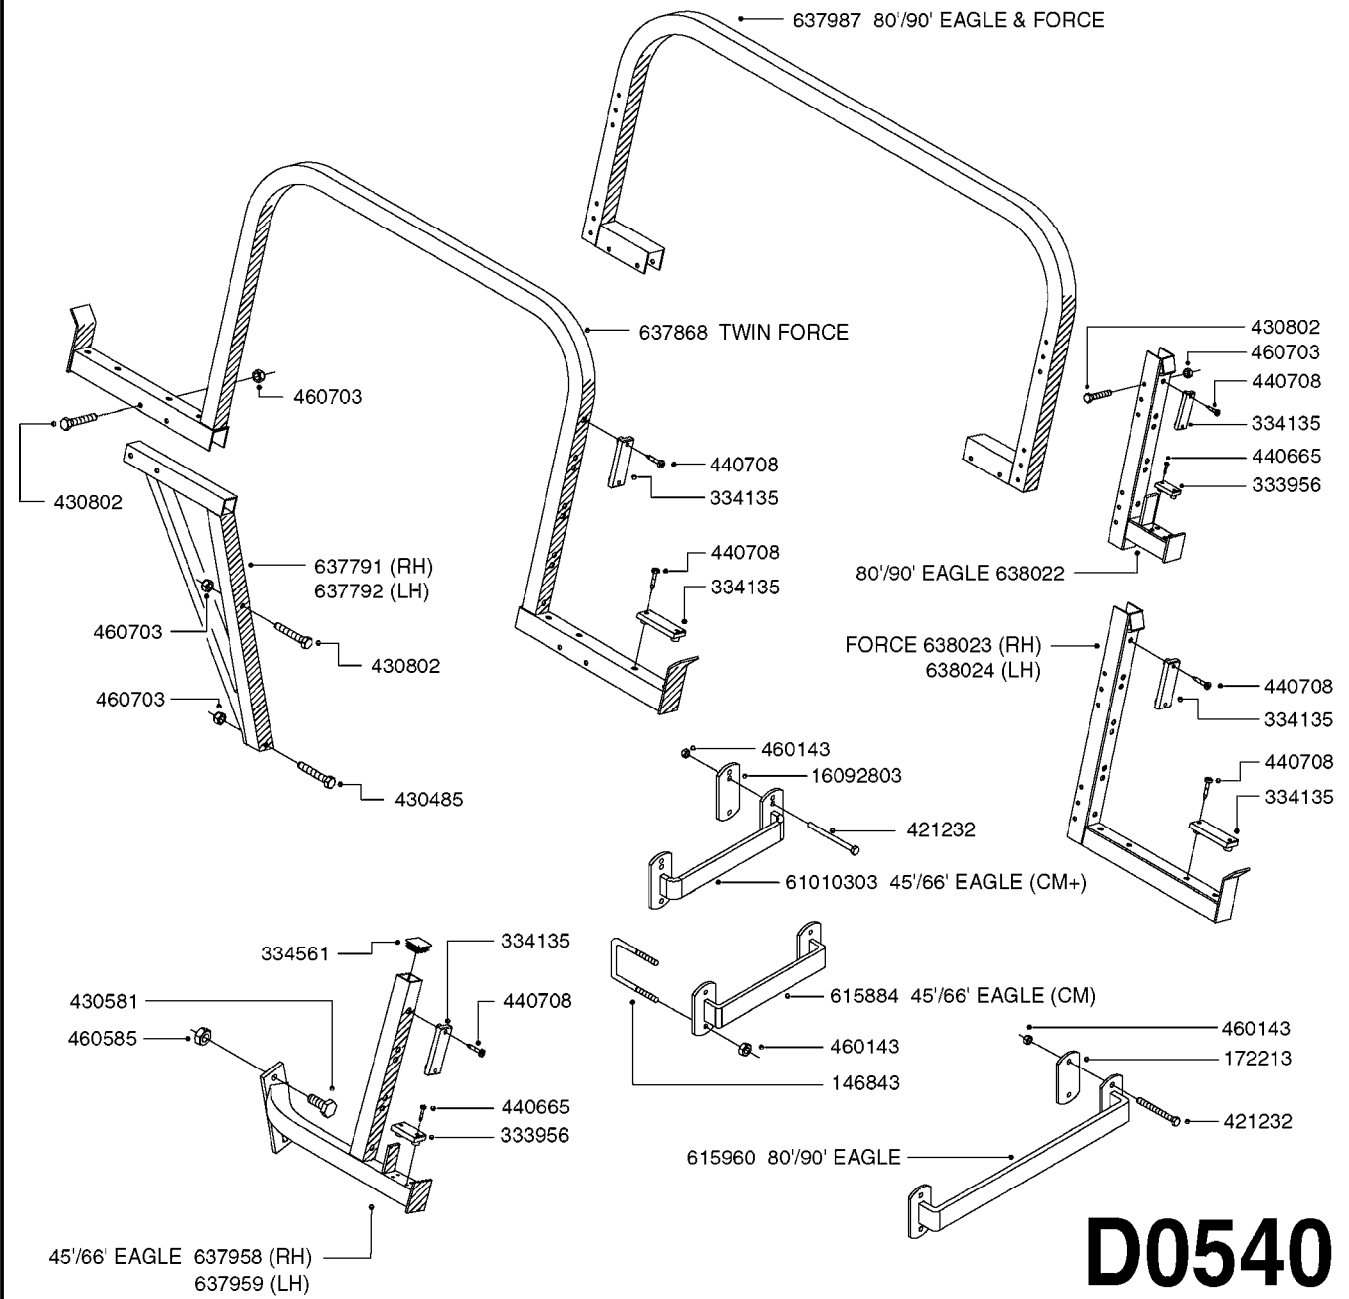 637987 80'/90' EAGLE & FORCE
637868 TWIN FORCE
460703
430802
440708
334135
440708
334135
637791 (RH)
637792 (LH)
460703
430802
460703
430485
430802
460703
440708
334135
440665
333956
80'/90' EAGLE 638022
FORCE 638023 (RH)
638024 (LH)
440708
334135
440708
334135
460143
16092803
421232
61010303 45'/66' EAGLE (CM+)
615884 45'/66' EAGLE (CM)
460143
146843
460143
172213
421232
615960 80'/90' EAGLE
334561
334135
430581
440708
460585
440665
333956
45'/66' EAGLE 637958 (RH)
637959 (LH)
D0540